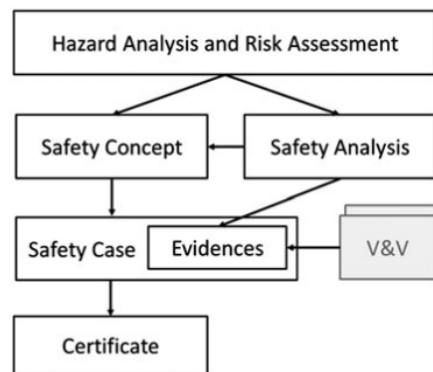 Hazard Analysis and Risk Assessment
Safety Concept
Safety Analysis
Safety Case
Evidences
V&V
Certificate